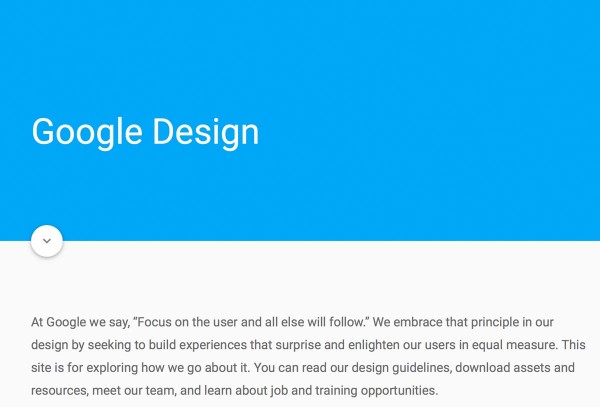 Google Design
At Google we say, “Focus on the user and all else will follow.” We embrace that principle in our
design by seeking to build experiences that surprise and enlighten our users in equal measure. This
site is for exploring how we go about it. You can read our design guidelines, download assets and
resources, meet our team, and learn about job and training opportunities.